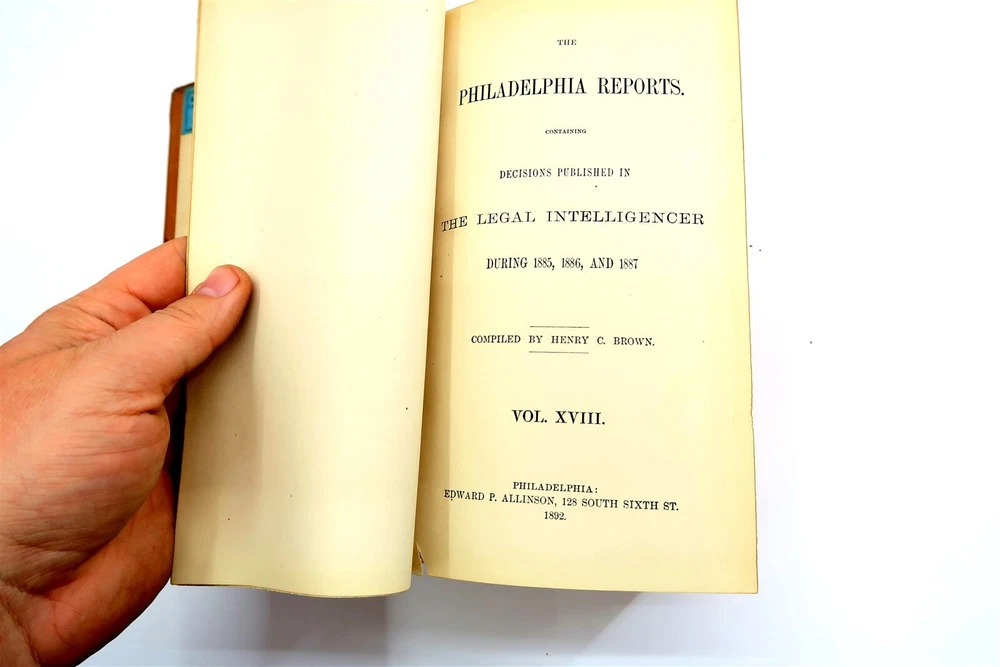 THE
PHILADELPHIA REPORTS.
CONTAINING
DECISIONS PUBLISHED IN
THE LEGAL INTELLIGENCER
DURING 1885, 1886, AND 1887
COMPILED BY HENRY C. BROWN.
VOL. XVIII.
PHILADELPHIA:
EDWARD P. ALLINSON, 128 SOUTH SIXTH ST.
1892.